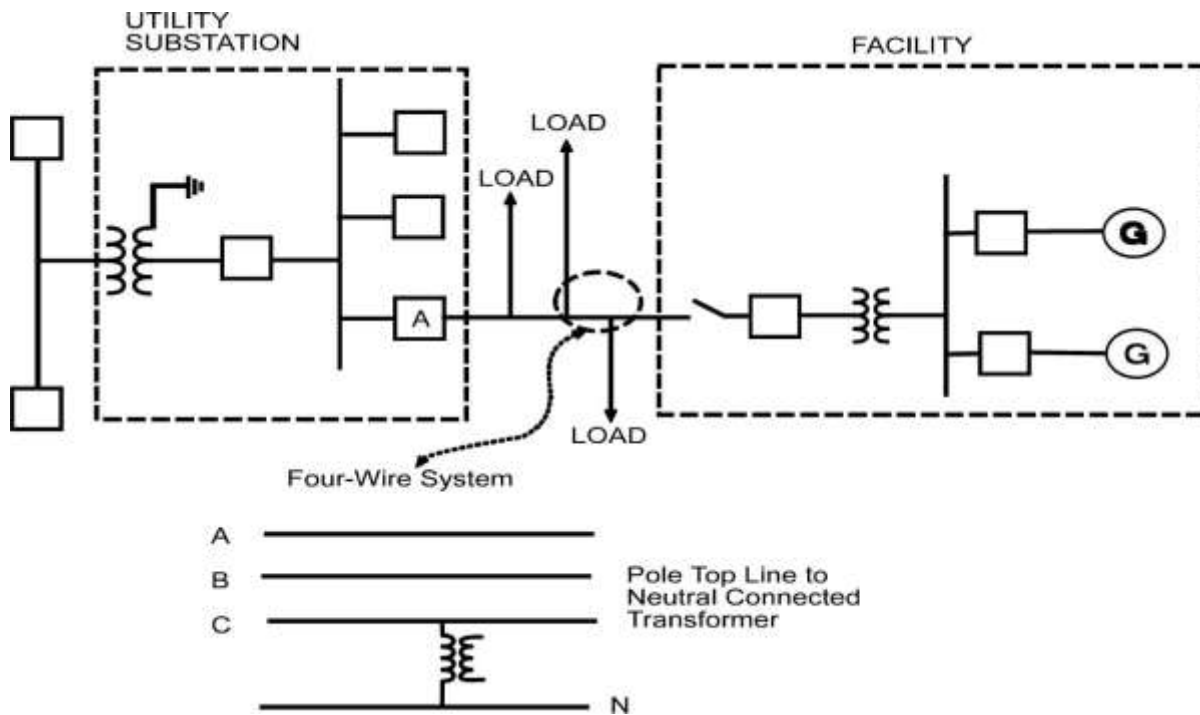 UTILITY
SUBSTATION
FACILITY
LOAD
LOAD
G
A
G
LOAD
Four-Wire System
A
B
Pole Top Line to
Neutral Connected
C
Transformer
N